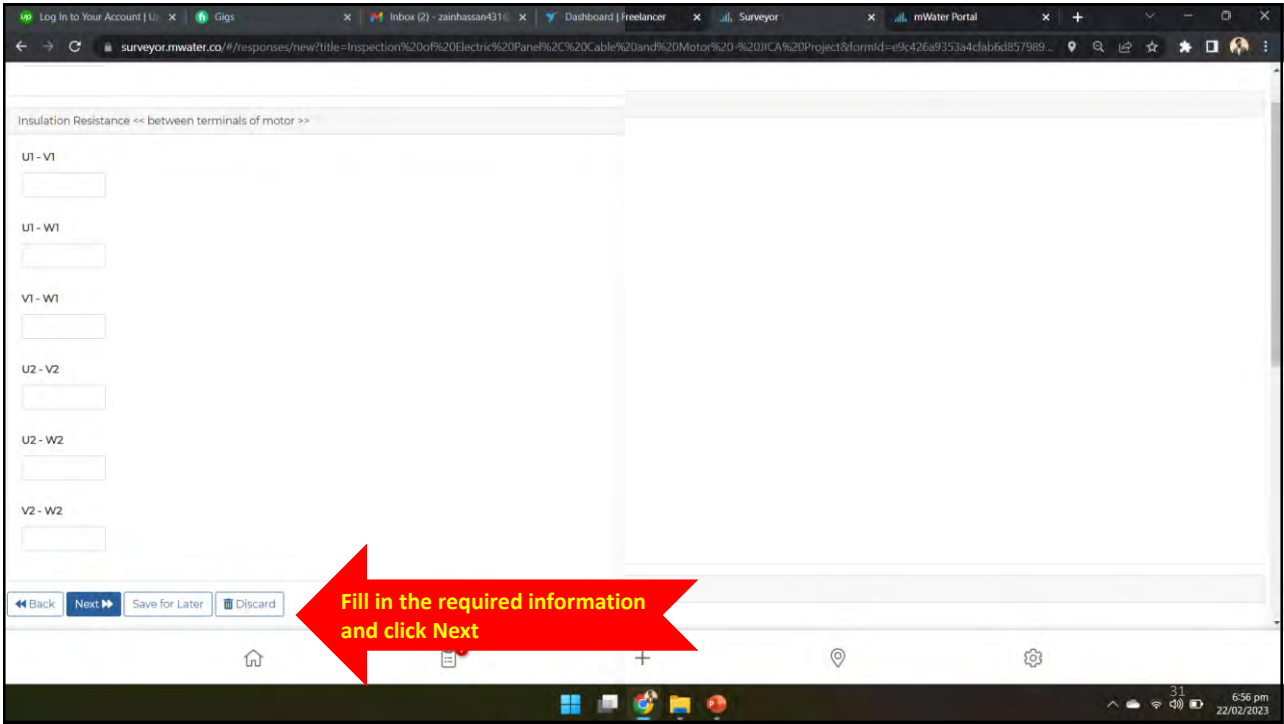 Log In to Your Account | U
Gigs
Inbox (2) - zainhassan431@
Dashboard | Freelancer
Surveyor
mWater Portal
surveyor.mwater.co/#/responses/new?title=Inspection%20of%20Electric%20Panel%2C%20Cable%20and%20Motor%20-%20JICA%20Project&formId=e9c426a9353a4cfab6d857989...
Insulation Resistance << between terminals of motor >>
U1 - V1
U1 - W1
V1 - W1
U2 - V2
U2 - W2
V2 - W2
Back
Next
Save for Later
Discard
Fill in the required information
and click Next
31
6:56 pm
22/02/2023